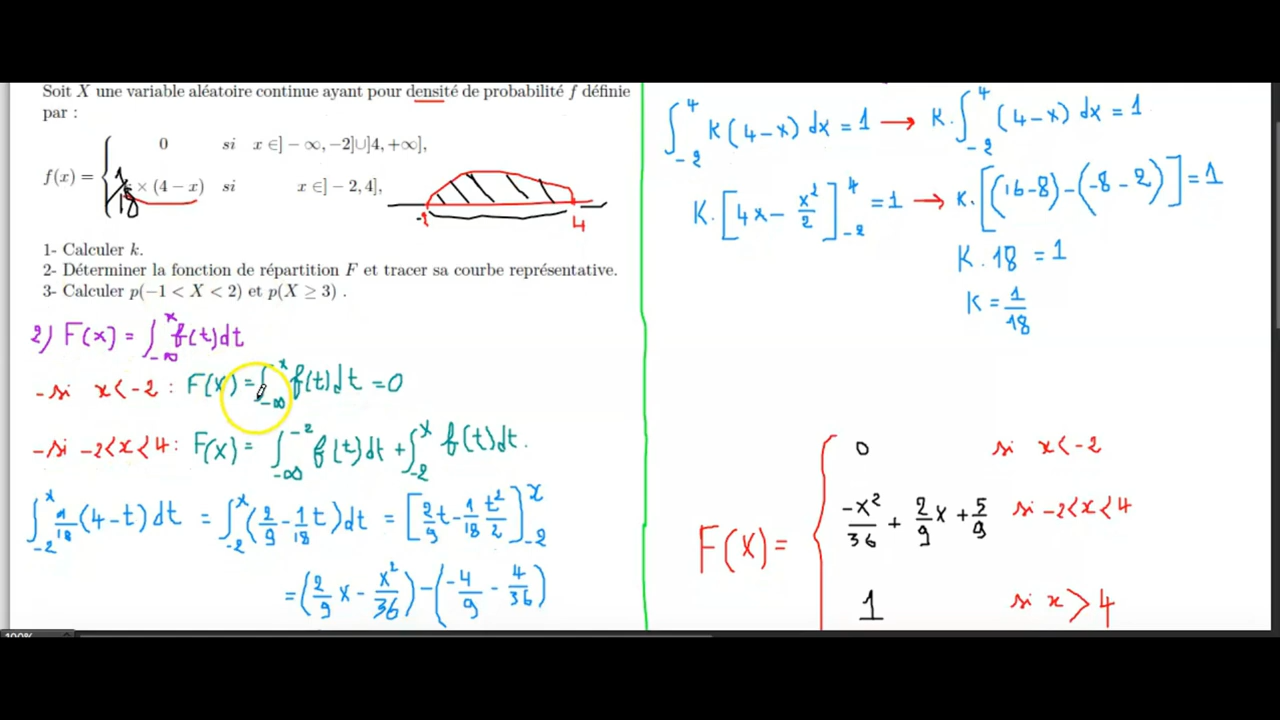 Soit X une variable aléatoire continue ayant pour densité de probabilité f définie
par :
f(x) = { 0 si x ∈]−∞, −2]∪]4, +∞],
1/18 × (4 − x) si x ∈]−2, 4],
4
1- Calculer k.
2- Déterminer la fonction de répartition F et tracer sa courbe représentative.
3- Calculer p(−1 < X < 2) et p(X ≥ 3) .
2) F(x) = ∫_{-∞}^{x} f(t)dt
- si x < -2 : F(x) = ∫_{-∞}^{x} f(t)dt = 0
- si -2<x<4 : F(x) = ∫_{-∞}^{-2} f(t)dt + ∫_{-2}^{x} f(t)dt.
∫_{-2}^{x} 1/18 (4-t)dt = ∫_{-2}^{x} (2/9 - 1/18 t)dt = [2/9 t - 1/18 t²/2]_{-2}^{x}
= (2/9 x - x²/36) - (-4/9 - 4/36)
∫_{-2}^{4} K(4-x)dx = 1 → K. ∫_{-2}^{4} (4-x) dx = 1
K. [4x - x²/2]_{-2}^{4} = 1 → K. [(16-8) - (-8-2)] = 1
K. 18 = 1
K = 1/18
F(x) = { 0 si x < -2
-x²/36 + 2/9 x + 5/9 si -2<x<4
1 si x > 4
100%